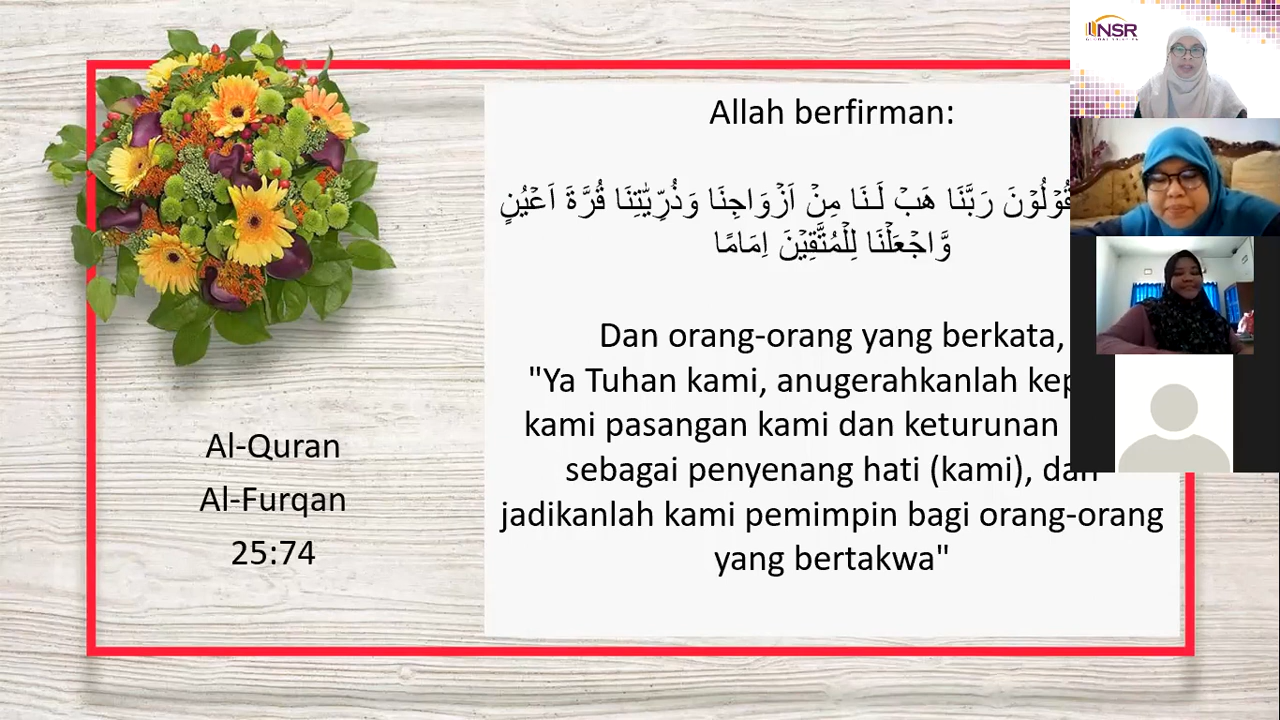 NSR
Allah berfirman:
قُوۡلُوۡنَ رَبَّنَا هَبۡ لَـنَا مِنۡ اَزۡوَاجِنَا وَذُرِّيّٰتِنَا قُرَّةَ اَعۡيُنٍ
وَّاجۡعَلۡنَا لِلۡمُتَّقِيۡنَ اِمَامًا
Dan orang-orang yang berkata,
"Ya Tuhan kami, anugerahkanlah
kami pasangan kami dan keturunan
sebagai penyenang hati (kami), dan
jadikanlah kami pemimpin bagi orang-orang
yang bertakwa"
Al-Quran
Al-Furqan
25:74